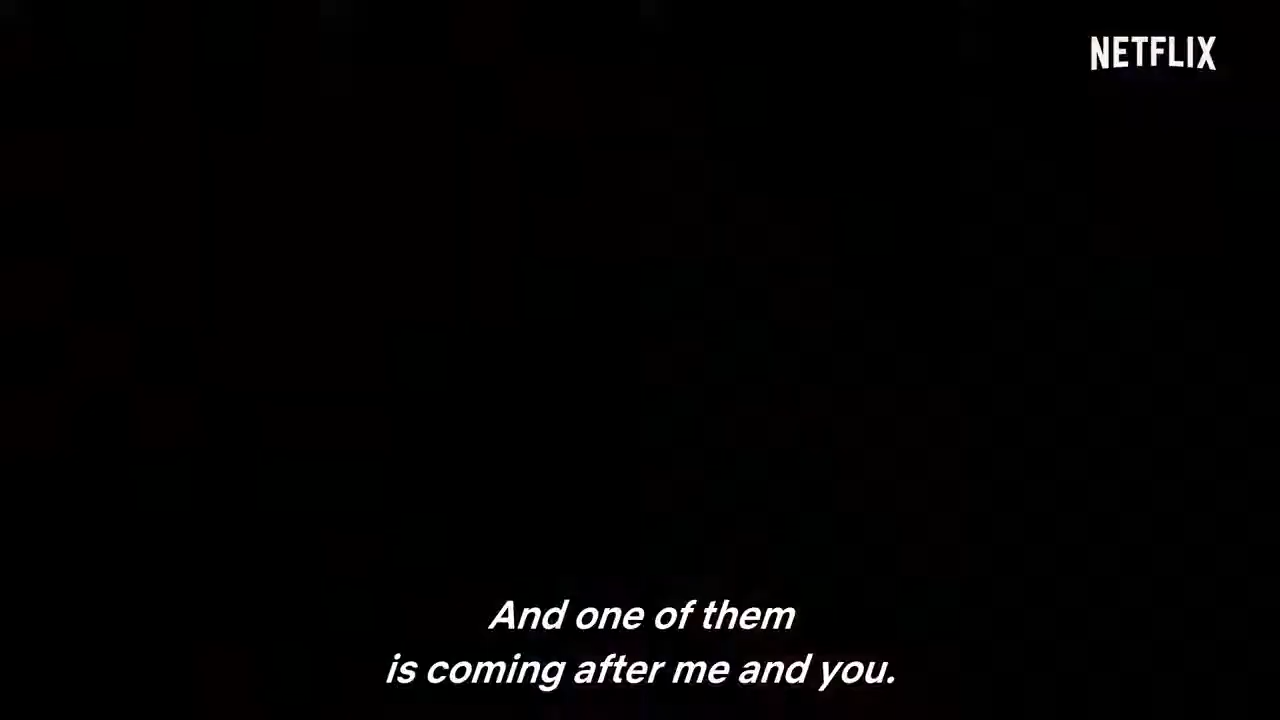 NETFLIX
And one of them
is coming after me and you.